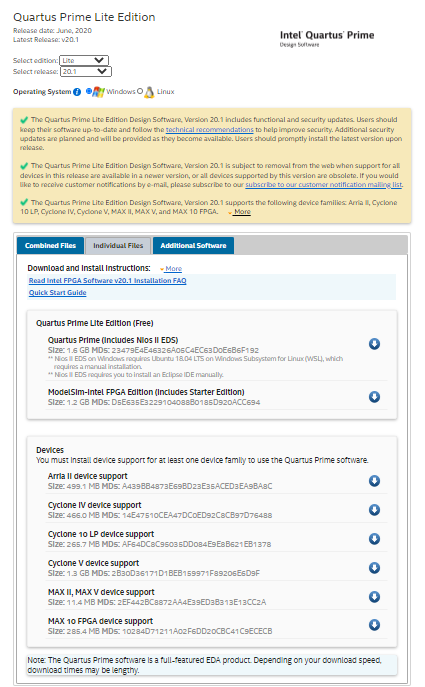 Quartus Prime Lite Edition
Release date: June, 2020
Latest Release: v20.1
Intel® Quartus® Prime
Design Software
Select edition: Lite
Select release: 20.1
Operating System Windows Linux
The Quartus Prime Lite Edition Design Software, Version 20.1 includes functional and security updates. Users should
keep their software up-to-date and follow the technical recommendations to help improve security. Additional security
updates are planned and will be provided as they become available. Users should promptly install the latest version upon
release.
The Quartus Prime Lite Edition Design Software, Version 20.1 is subject to removal from the web when support for all
devices in this release are available in a newer version, or all devices supported by this version are obsolete. If you would
like to receive customer notifications by e-mail, please subscribe to our subscribe to our customer notification mailing list.
The Quartus Prime Lite Edition Design Software, Version 20.1 supports the following device families: Arria II, Cyclone
10 LP, Cyclone IV, Cyclone V, MAX II, MAX V, and MAX 10 FPGA. More
Combined Files Individual Files Additional Software
Download and Install Instructions: More
Read Intel FPGA Software v20.1 Installation FAQ
Quick Start Guide
Quartus Prime Lite Edition (Free)
Quartus Prime (includes Nios II EDS)
Size: 1.6 GB MD5: 23479E4E46326A05C4EC63D0E6B6F192
** Nios II EDS on Windows requires Ubuntu 18.04 LTS on Windows Subsystem for Linux (WSL), which
requires a manual installation.
** Nios II EDS requires you to install an Eclipse IDE manually.
ModelSim-Intel FPGA Edition (includes Starter Edition)
Size: 1.2 GB MD5: D5E635E3229104088B0185D920ACC694
Devices
You must install device support for at least one device family to use the Quartus Prime software.
Arria II device support
Size: 499.1 MB MD5: A439BB4873E69BD23E35ACED3EA9BA8C
Cyclone IV device support
Size: 466.0 MB MD5: 14E47510CEA47DC0ED92C8CB97D76488
Cyclone 10 LP device support
Size: 265.7 MB MD5: AF64DC8C96035DD084E9E8B621EB1378
Cyclone V device support
Size: 1.3 GB MD5: 2B30D36171D1BEB159971F89206E6D9F
MAX II, MAX V device support
Size: 11.4 MB MD5: 2EF442BC8872AA4E39ED3B313E13CC2A
MAX 10 FPGA device support
Size: 285.4 MB MD5: 10284D71211A02F6DD20CBC41C9ECECB
Note: The Quartus Prime software is a full-featured EDA product. Depending on your download speed,
download times may be lengthy.